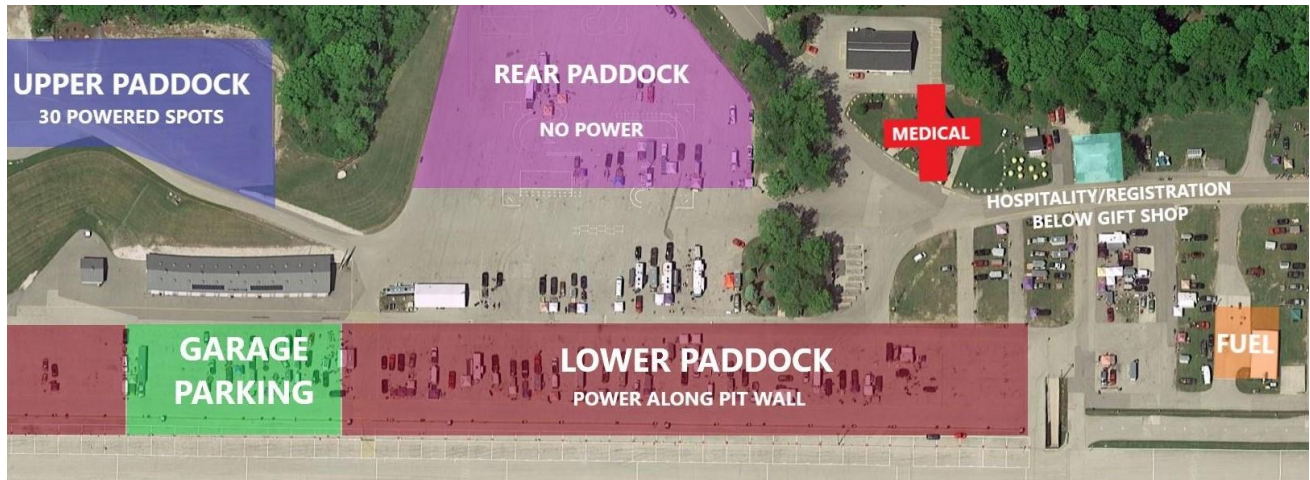 UPPER PADDOCK
30 POWERED SPOTS
REAR PADDOCK
NO POWER
MEDICAL
HOSPITALITY/REGISTRATION
BELOW GIFT SHOP
GARAGE
PARKING
LOWER PADDOCK
POWER ALONG PIT WALL
FUEL